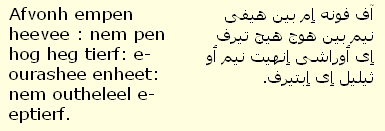 Afvonh empen
heevee : nem pen
hog heg tierf: e-
ourashee enheet:
nem outheleel e-
eptierf.
آف فونه إم بين هيفى
نيم بين هوج هيج تيرف
إى أوراشى إنهيت نيم أو
ثيليل إى إبتيرف.